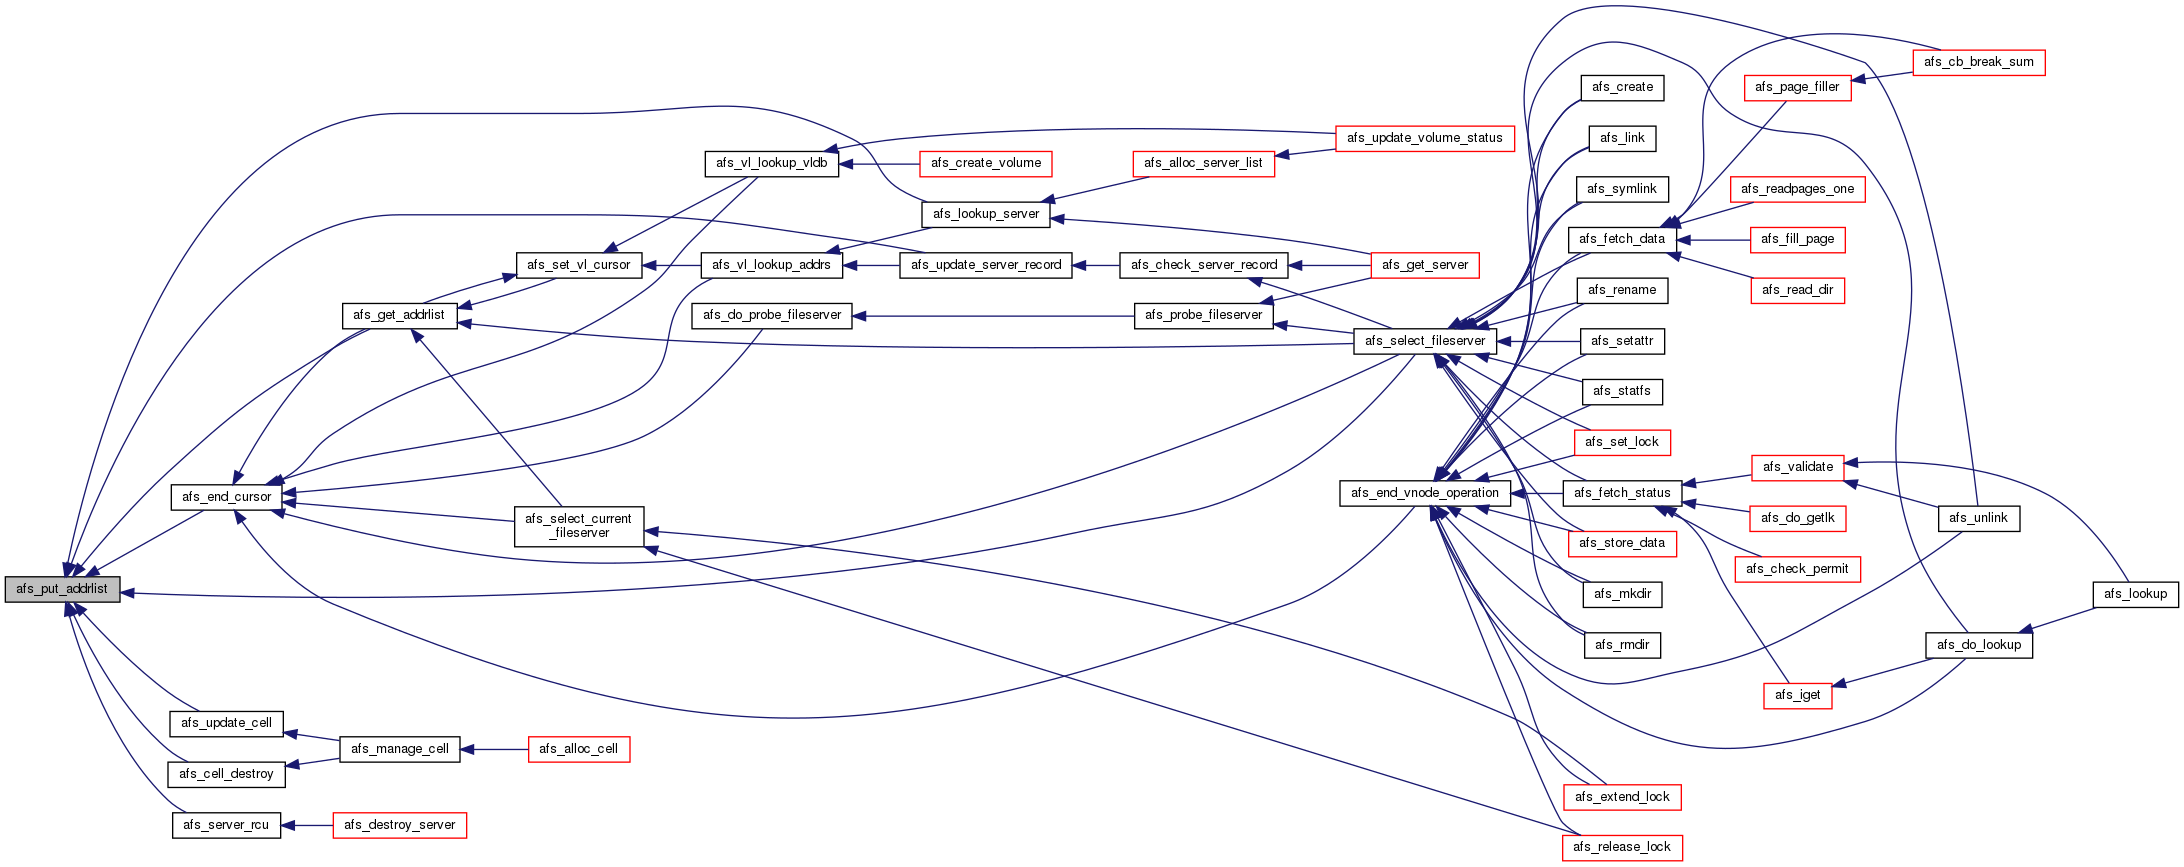 afs_cb_break_sum
afs_page_filler
afs_create
afs_link
afs_update_volume_status
afs_vl_lookup_vldb
afs_create_volume
afs_alloc_server_list
afs_symlink
afs_readpages_one
afs_lookup_server
afs_fetch_data
afs_fill_page
afs_set_vl_cursor
afs_vl_lookup_addrs
afs_update_server_record
afs_check_server_record
afs_get_server
afs_rename
afs_read_dir
afs_get_addrlist
afs_do_probe_fileserver
afs_probe_fileserver
afs_select_fileserver
afs_setattr
afs_statfs
afs_set_lock
afs_validate
afs_end_cursor
afs_end_vnode_operation
afs_fetch_status
afs_select_current
_fileserver
afs_do_getlk
afs_unlink
afs_store_data
afs_check_permit
afs_put_addrlist
afs_mkdir
afs_lookup
afs_rmdir
afs_do_lookup
afs_iget
afs_update_cell
afs_manage_cell
afs_alloc_cell
afs_cell_destroy
afs_extend_lock
afs_server_rcu
afs_destroy_server
afs_release_lock